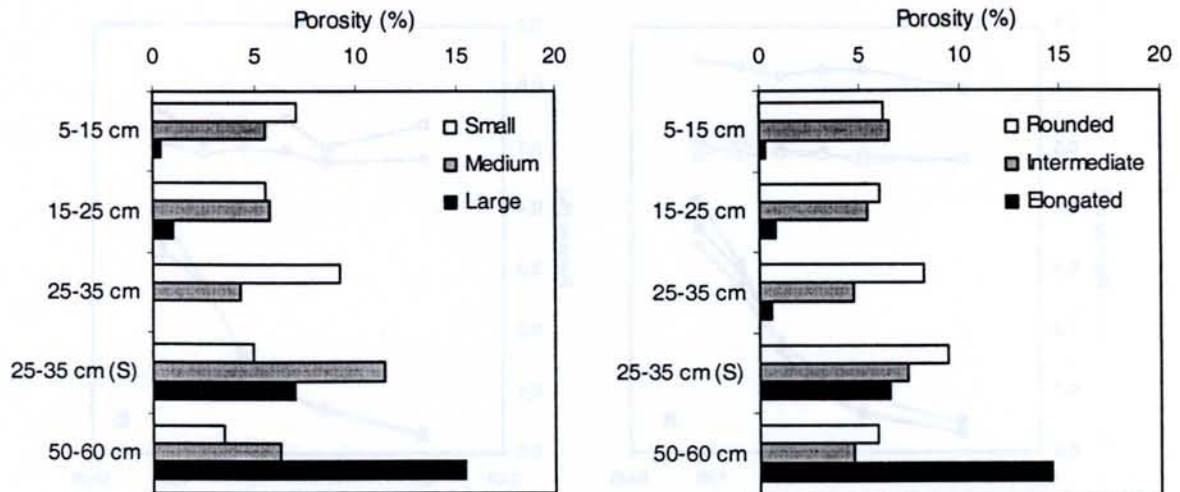 Porosity (%)
0 5 10 15 20
5-15 cm
15-25 cm
25-35 cm
25-35 cm (S)
50-60 cm
Small
Medium
Large
Porosity (%)
0 5 10 15 20
5-15 cm
15-25 cm
25-35 cm
25-35 cm (S)
50-60 cm
Rounded
Intermediate
Elongated